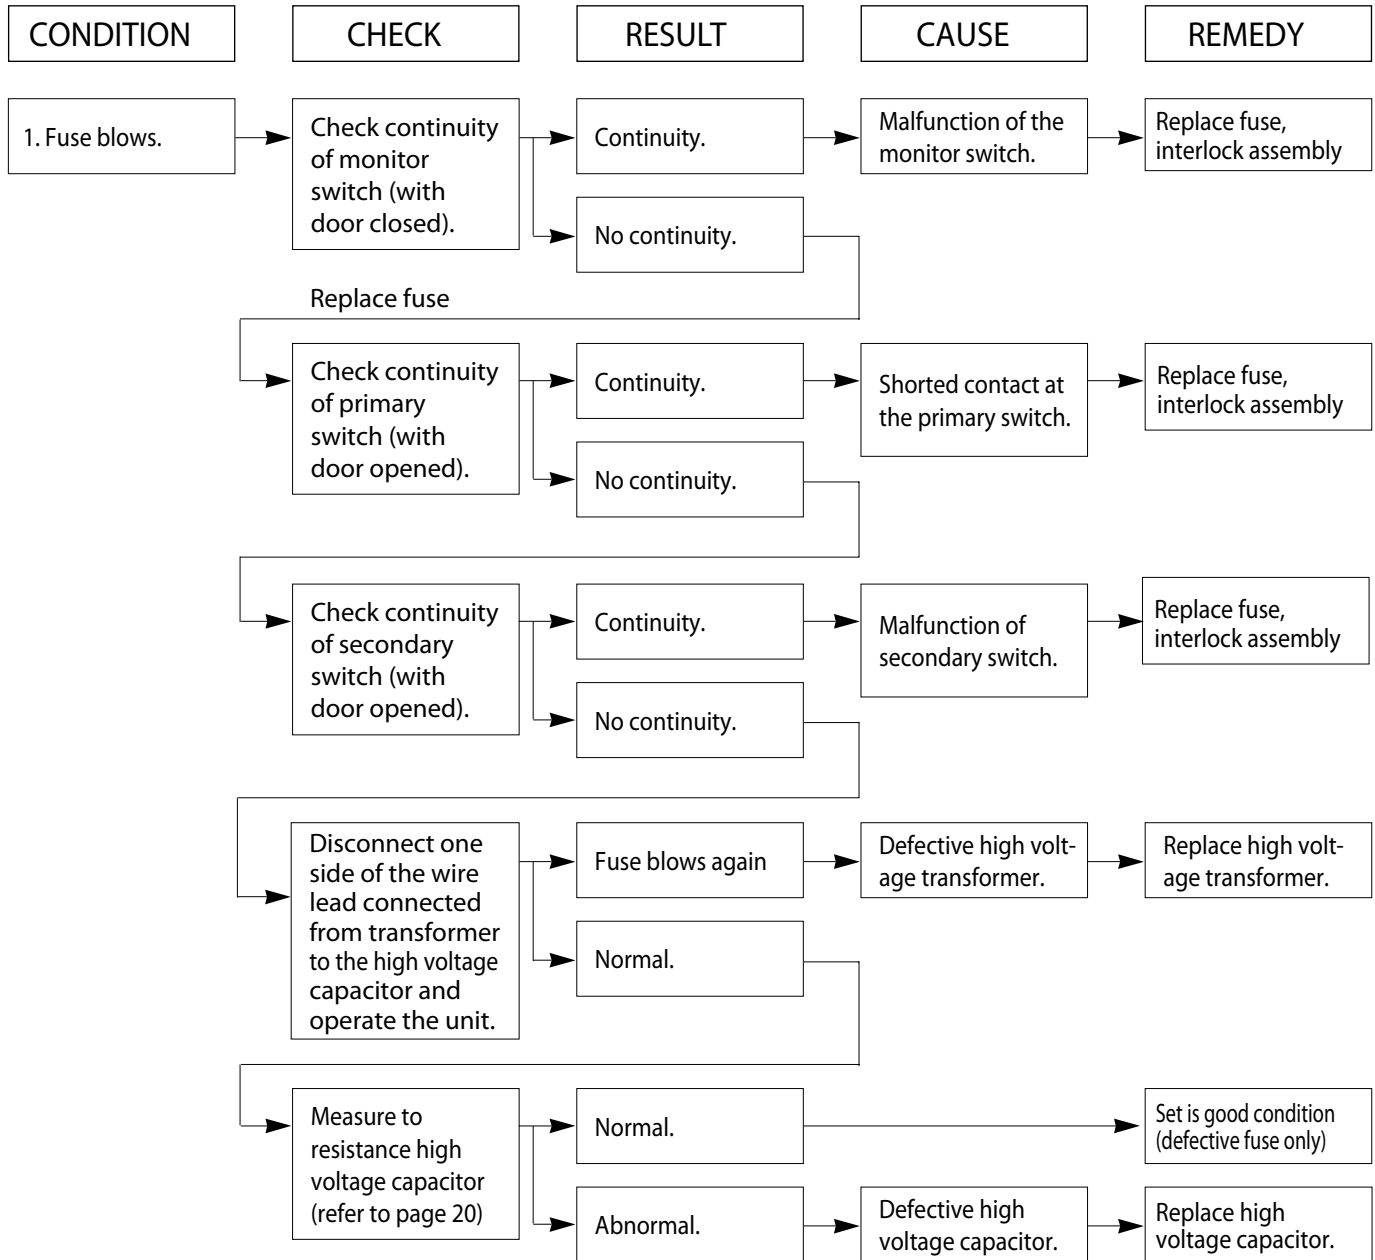 CONDITION
CHECK
RESULT
CAUSE
REMEDY
1. Fuse blows.
Check continuity
of monitor
switch (with
door closed).
Continuity.
Malfunction of the
monitor switch.
Replace fuse,
interlock assembly
No continuity.
Replace fuse
Check continuity
of primary
switch (with
door opened).
Continuity.
Shorted contact at
the primary switch.
Replace fuse,
interlock assembly
No continuity.
Check continuity
of secondary
switch (with
door opened).
Continuity.
Malfunction of
secondary switch.
Replace fuse,
interlock assembly
No continuity.
Disconnect one
side of the wire
lead connected
from transformer
to the high voltage
capacitor and
operate the unit.
Fuse blows again
Defective high volt-
age transformer.
Replace high volt-
age transformer.
Normal.
Measure to
resistance high
voltage capacitor
(refer to page 20)
Normal.
Set is good condition
(defective fuse only)
Abnormal.
Defective high
voltage capacitor.
Replace high
voltage capacitor.